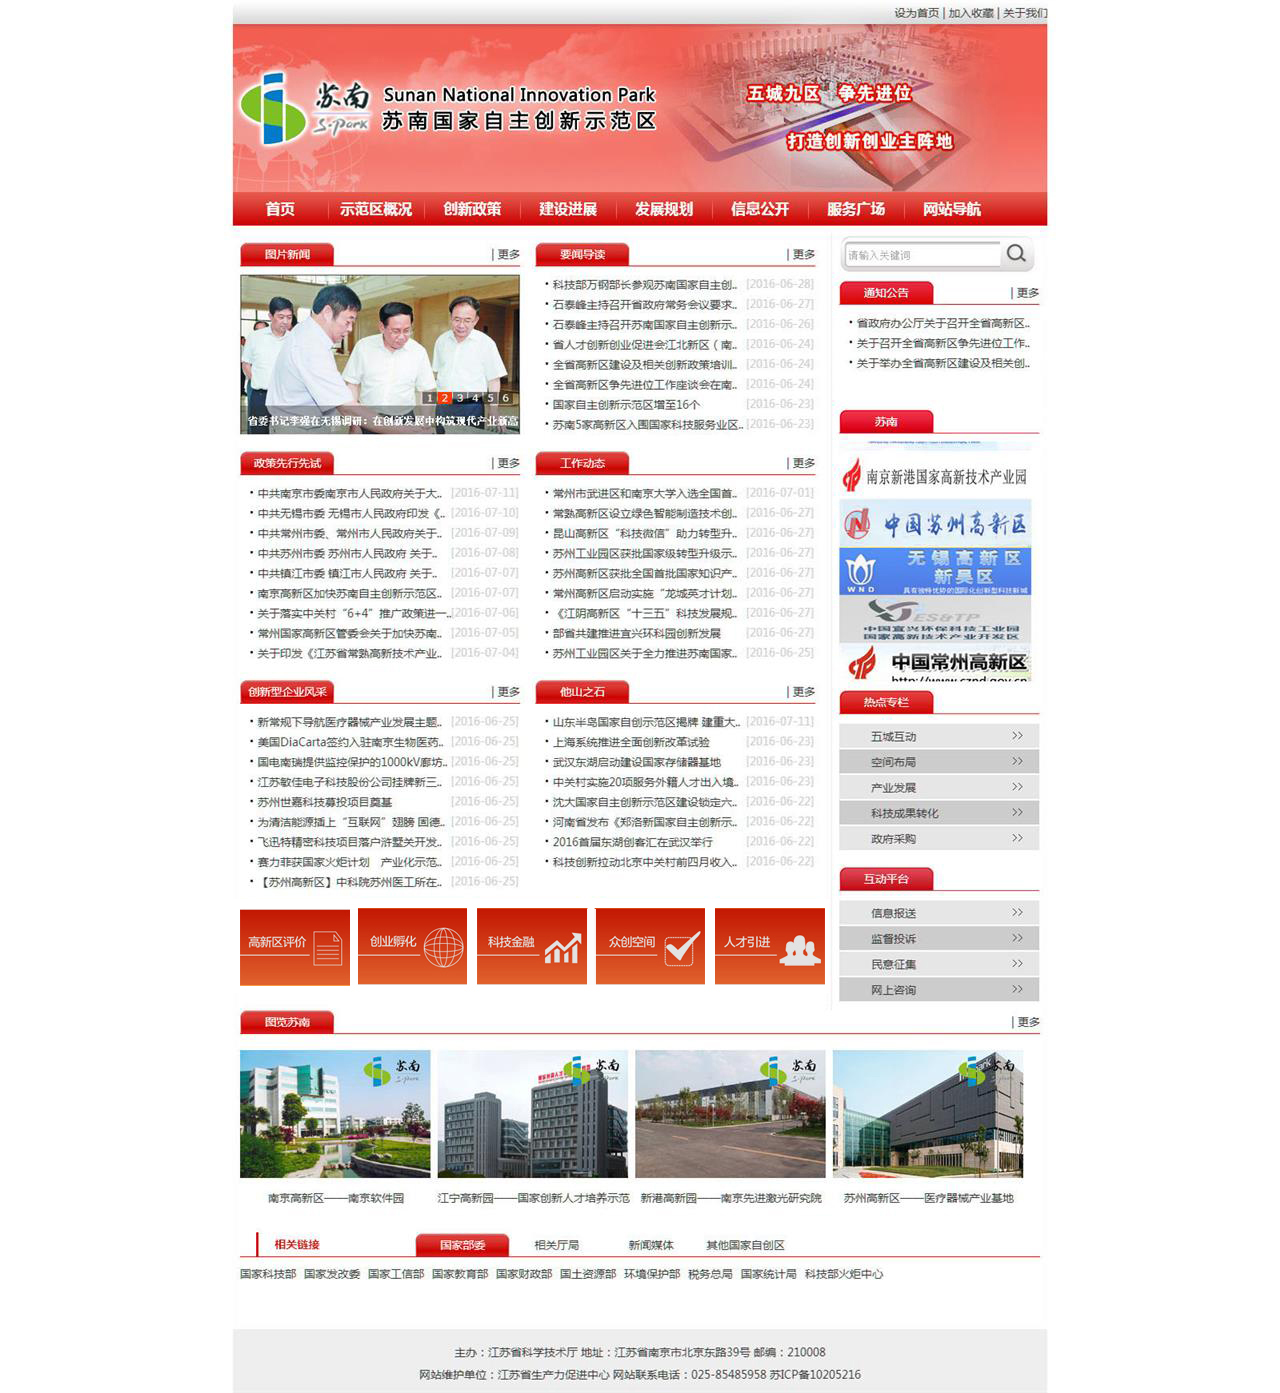 设为首页 | 加入收藏 | 关于我们
苏南
S-Park
Sunan National Innovation Park
苏南国家自主创新示范区
五城九区 争先进位
打造创新创业主阵地
首页 示范区概况 创新政策 建设进展 发展规划 信息公开 服务广场 网站导航
图片新闻 | 更多
1 2 3 4 5 6
省委书记李强在无锡调研：在创新发展中构筑现代产业新高
要闻导读 | 更多
科技部万钢部长参观苏南国家自主创.. [2016-06-28]
石泰峰主持召开省政府常务会议要求.. [2016-06-27]
石泰峰主持召开苏南国家自主创新示.. [2016-06-26]
省人才创新创业促进会江北新区（南.. [2016-06-24]
全省高新区建设及相关创新政策培训.. [2016-06-24]
全省高新区争先进位工作座谈会在南.. [2016-06-24]
国家自主创新示范区增至16个 [2016-06-23]
苏南5家高新区入围国家科技服务业区.. [2016-06-23]
请输入关键词
通知公告 | 更多
省政府办公厅关于召开全省高新区..
关于召开全省高新区争先进位工作..
关于举办全省高新区建设及相关创..
苏南
南京新港国家高新技术产业园
中国苏州高新区
WND
无锡高新区
新吴区
具有独特优势的国际化创新型科技新城
ES&TP
中国宜兴环保科技工业园
国家高新技术产业开发区
中国常州高新区
http://www.cznd.gov.cn
政策先行先试 | 更多
中共南京市委南京市人民政府关于大.. [2016-07-11]
中共无锡市委 无锡市人民政府印发《.. [2016-07-10]
中共常州市委、常州市人民政府关于.. [2016-07-09]
中共苏州市委 苏州市人民政府 关于.. [2016-07-08]
中共镇江市委 镇江市人民政府 关于.. [2016-07-07]
南京高新区加快苏南自主创新示范区.. [2016-07-07]
关于落实中关村“6+4”推广政策进一.. [2016-07-06]
常州国家高新区管委会关于加快苏南.. [2016-07-05]
关于印发《江苏省常熟高新技术产业.. [2016-07-04]
工作动态 | 更多
常州市武进区和南京大学入选全国首.. [2016-07-01]
常熟高新区设立绿色智能制造技术创.. [2016-06-27]
昆山高新区“科技微信”助力转型升.. [2016-06-27]
苏州工业园区获批国家级转型升级示.. [2016-06-27]
苏州高新区获批全国首批国家知识产.. [2016-06-27]
常州高新区启动实施“龙城英才计划.. [2016-06-27]
《江阴高新区“十三五”科技发展规.. [2016-06-27]
部省共建推进宜兴环科园创新发展 [2016-06-27]
苏州工业园区关于全力推进苏南国家.. [2016-06-25]
创新型企业风采 | 更多
新常规下导航医疗器械产业发展主题.. [2016-06-25]
美国DiaCarta签约入驻南京生物医药.. [2016-06-25]
国电南瑞提供监控保护的1000kV廊坊.. [2016-06-25]
江苏敏佳电子科技股份公司挂牌新三.. [2016-06-25]
苏州世嘉科技募投项目奠基 [2016-06-25]
为清洁能源插上“互联网”翅膀 固德.. [2016-06-25]
飞迅特精密科技项目落户浒墅关开发.. [2016-06-25]
赛力菲获国家火炬计划 产业化示范.. [2016-06-25]
【苏州高新区】中科院苏州医工所在.. [2016-06-25]
他山之石 | 更多
山东半岛国家自创示范区揭牌 建重大.. [2016-07-11]
上海系统推进全面创新改革试验 [2016-06-23]
武汉东湖启动建设国家存储器基地 [2016-06-23]
中关村实施20项服务外籍人才出入境.. [2016-06-23]
沈大国家自主创新示范区建设锁定六.. [2016-06-22]
河南省发布《郑洛新国家自主创新示.. [2016-06-22]
2016首届东湖创客汇在武汉举行 [2016-06-22]
科技创新拉动北京中关村前四月收入.. [2016-06-22]
热点专栏
五城互动 >>
空间布局 >>
产业发展 >>
科技成果转化 >>
政府采购 >>
互动平台
信息报送 >>
监督投诉 >>
民意征集 >>
网上咨询 >>
高新区评价 创业孵化 科技金融 众创空间 人才引进
图览苏南 | 更多
苏南 S-Park 苏南 S-Park 苏南 S-Park 苏南 S-Park
南京高新区——南京软件园 江宁高新园——国家创新人才培养示范 新港高新园——南京先进激光研究院 苏州高新区——医疗器械产业基地
相关链接 国家部委 相关厅局 新闻媒体 其他国家自创区
国家科技部 国家发改委 国家工信部 国家教育部 国家财政部 国土资源部 环境保护部 税务总局 国家统计局 科技部火炬中心
主办：江苏省科学技术厅 地址：江苏省南京市北京东路39号 邮编：210008
网站维护单位：江苏省生产力促进中心 网站联系电话：025-85485958 苏ICP备10205216